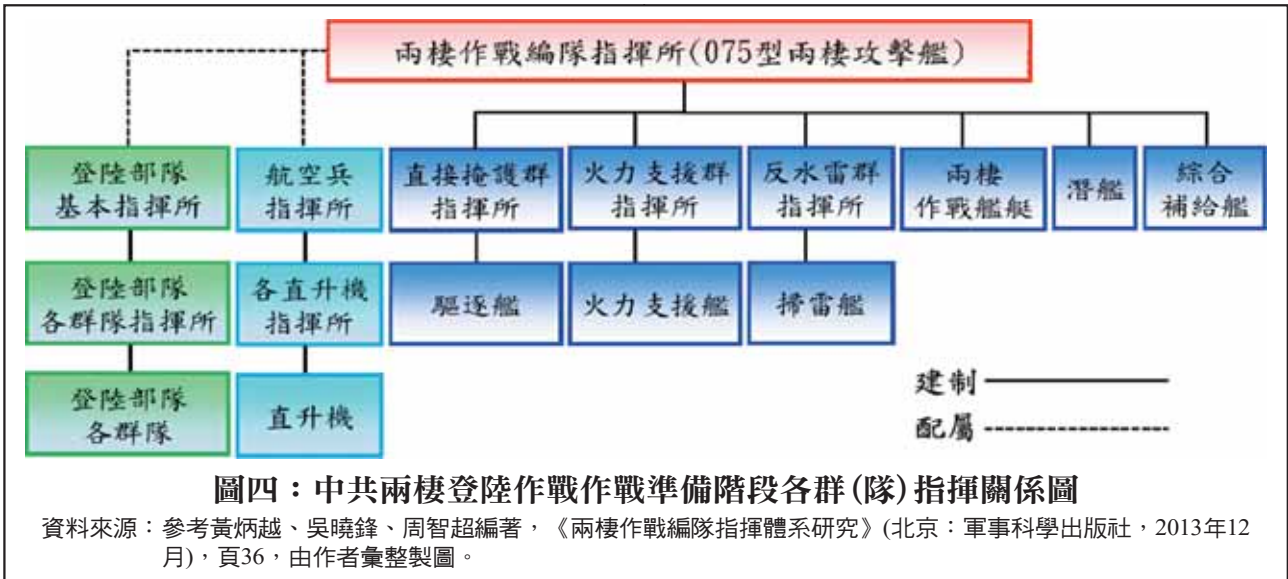 兩棲作戰編隊指揮所(075型兩棲攻擊艦)
登陸部隊
基本指揮所
航空兵
指揮所
直接掩護群
指揮所
火力支援群
指揮所
反水雷群
指揮所
兩棲
作戰艦艇
潛艦
綜合
補給艦
登陸部隊
各群隊指揮所
各直升機
指揮所
驅逐艦
火力支援艦
掃雷艦
登陸部隊
各群隊
直升機
建制
配屬
圖四：中共兩棲登陸作戰作戰準備階段各群(隊)指揮關係圖
資料來源：參考黃炳越、吳曉鋒、周智超編著，《兩棲作戰編隊指揮體系研究》(北京：軍事科學出版社，2013年12
月)，頁36，由作者彙整製圖。